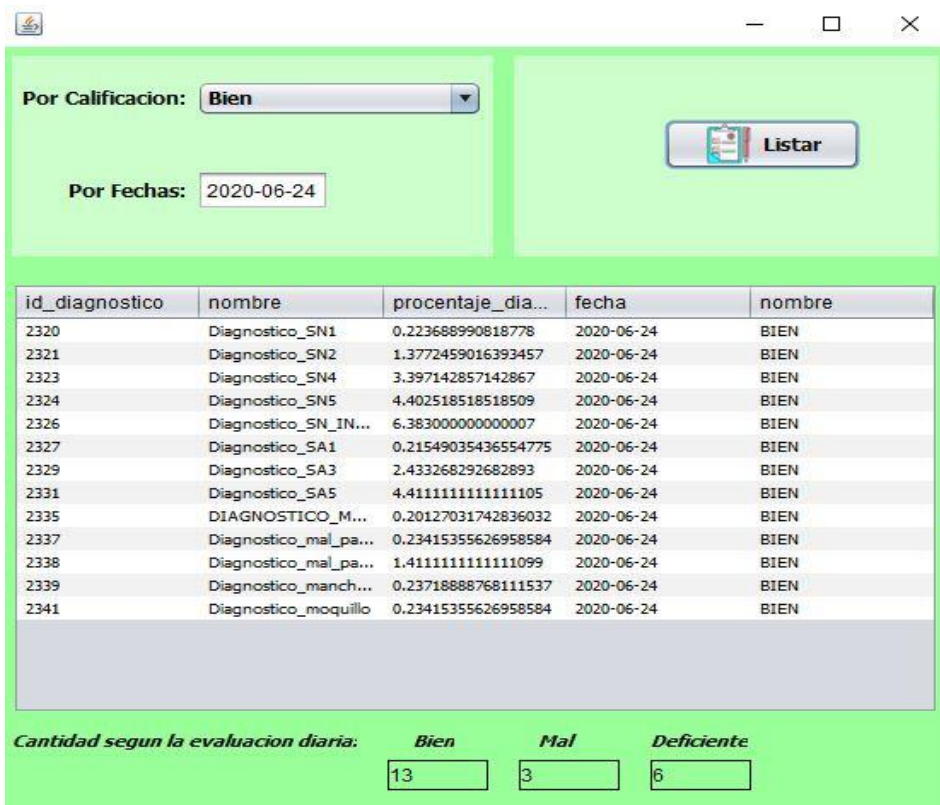 Por Calificacion: Bien
Listar
Por Fechas: 2020-06-24
id_diagnostico nombre procentaje_dia... fecha nombre
2320 Diagnostico_SN1 0.223688990818778 2020-06-24 BIEN
2321 Diagnostico_SN2 1.3772459016393457 2020-06-24 BIEN
2323 Diagnostico_SN4 3.397142857142867 2020-06-24 BIEN
2324 Diagnostico_SN5 4.402518518518509 2020-06-24 BIEN
2326 Diagnostico_SN_IN... 6.383000000000007 2020-06-24 BIEN
2327 Diagnostico_SA1 0.21549035436554775 2020-06-24 BIEN
2329 Diagnostico_SA3 2.433268292682893 2020-06-24 BIEN
2331 Diagnostico_SA5 4.4111111111111105 2020-06-24 BIEN
2335 DIAGNOSTICO_M... 0.20127031742836032 2020-06-24 BIEN
2337 Diagnostico_mal_pa... 0.23415355626958584 2020-06-24 BIEN
2338 Diagnostico_mal_pa... 1.4111111111111099 2020-06-24 BIEN
2339 Diagnostico_manch... 0.23718888768111537 2020-06-24 BIEN
2341 Diagnostico_moquillo 0.23415355626958584 2020-06-24 BIEN
Cantidad segun la evaluacion diaria: Bien Mal Deficiente
13 3 6